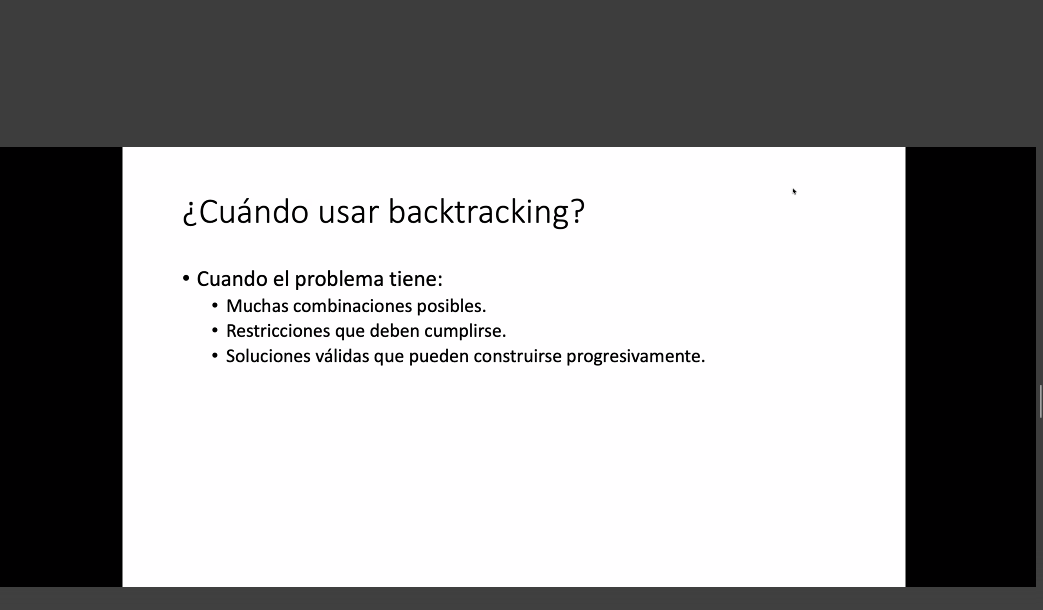 ¿Cuándo usar backtracking?
• Cuando el problema tiene:
• Muchas combinaciones posibles.
• Restricciones que deben cumplirse.
• Soluciones válidas que pueden construirse progresivamente.